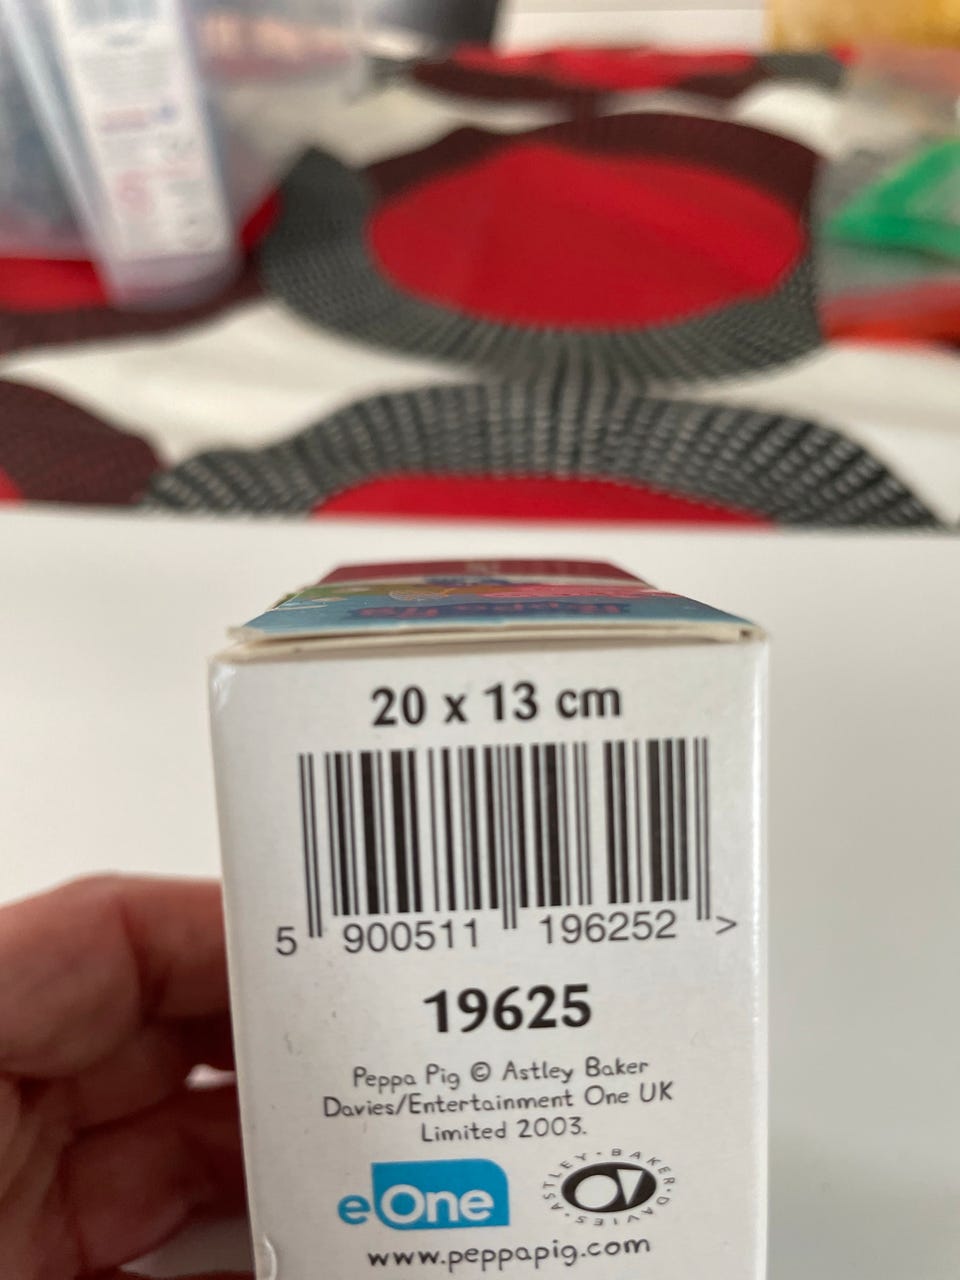 20 x 13 cm
5 900511 196252 >
19625
Peppa Pig © Astley Baker
Davies/Entertainment One UK
Limited 2003.
eOne
ASTLEY · BAKER · DAVIES ·
www.peppapig.com